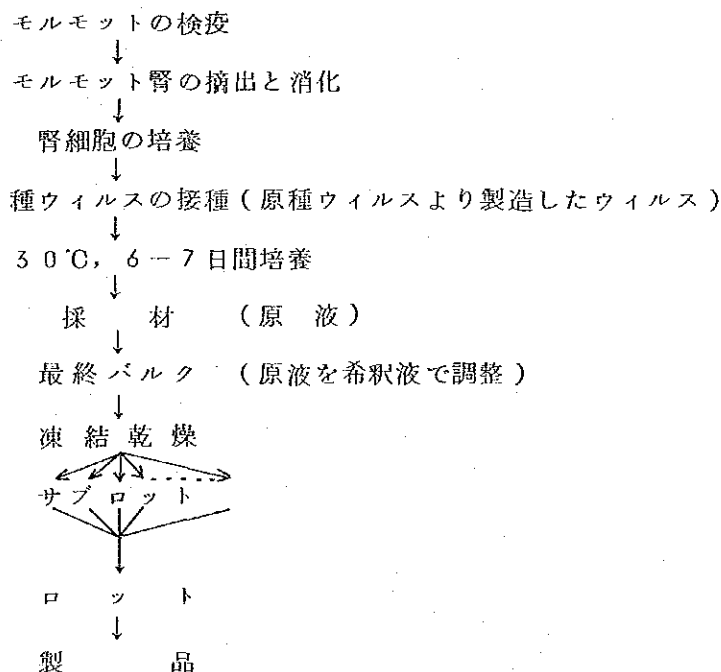 モルモットの検疫
モルモット腎の摘出と消化
腎細胞の培養
種ウィルスの接種(原種ウィルスより製造したウィルス)
30℃, 6−7日間培養
採材 (原液)
最終バルク (原液を希釈液で調整)
凍結乾燥
サブロット
ロット
製品